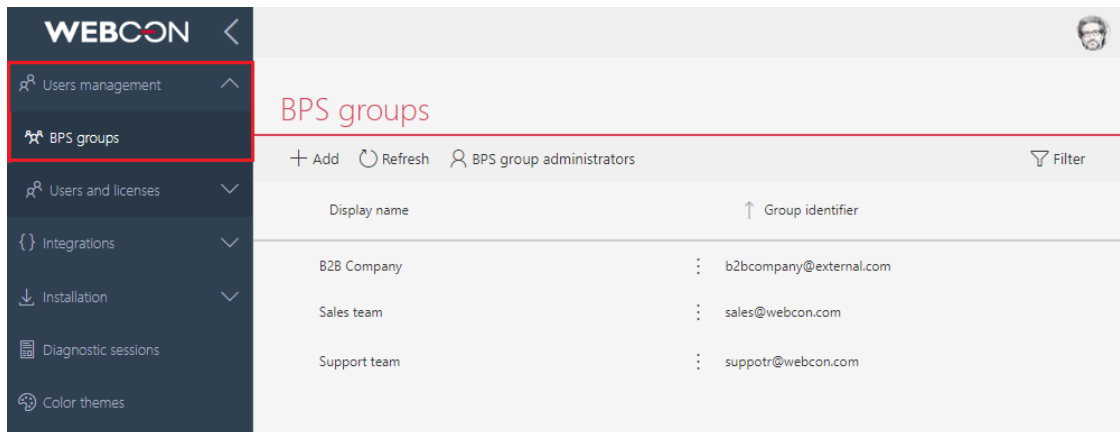 WEBCON
Users management
BPS groups
Users and licenses
{ } Integrations
Installation
Diagnostic sessions
Color themes
BPS groups
+ Add Refresh BPS group administrators Filter
Display name ↑ Group identifier
B2B Company ⋮ b2bcompany@external.com
Sales team ⋮ sales@webcon.com
Support team ⋮ suppotr@webcon.com